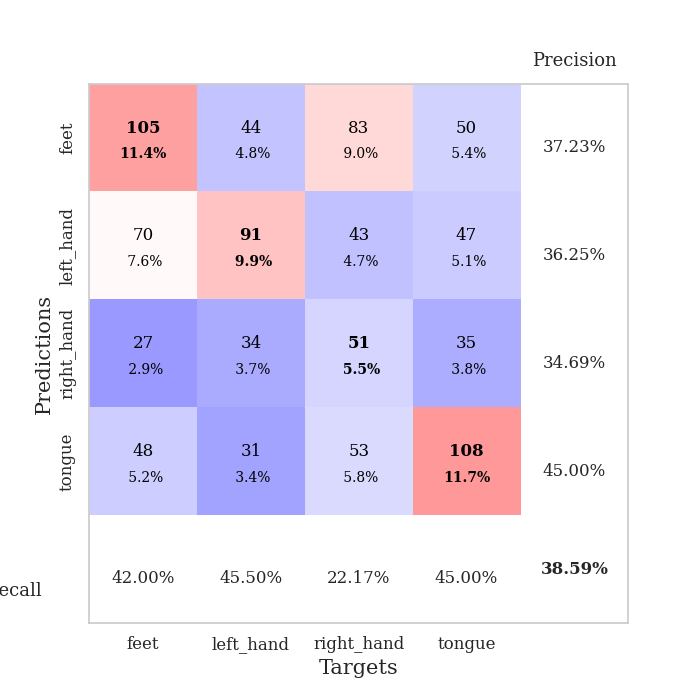 Precision
feet
105 44 83 50
11.4% 4.8% 9.0% 5.4%
37.23%
left_hand
70 91 43 47
7.6% 9.9% 4.7% 5.1%
36.25%
Predictions
right_hand
27 34 51 35
2.9% 3.7% 5.5% 3.8%
34.69%
tongue
48 31 53 108
5.2% 3.4% 5.8% 11.7%
45.00%
ecall
42.00% 45.50% 22.17% 45.00%
38.59%
feet left_hand right_hand tongue
Targets